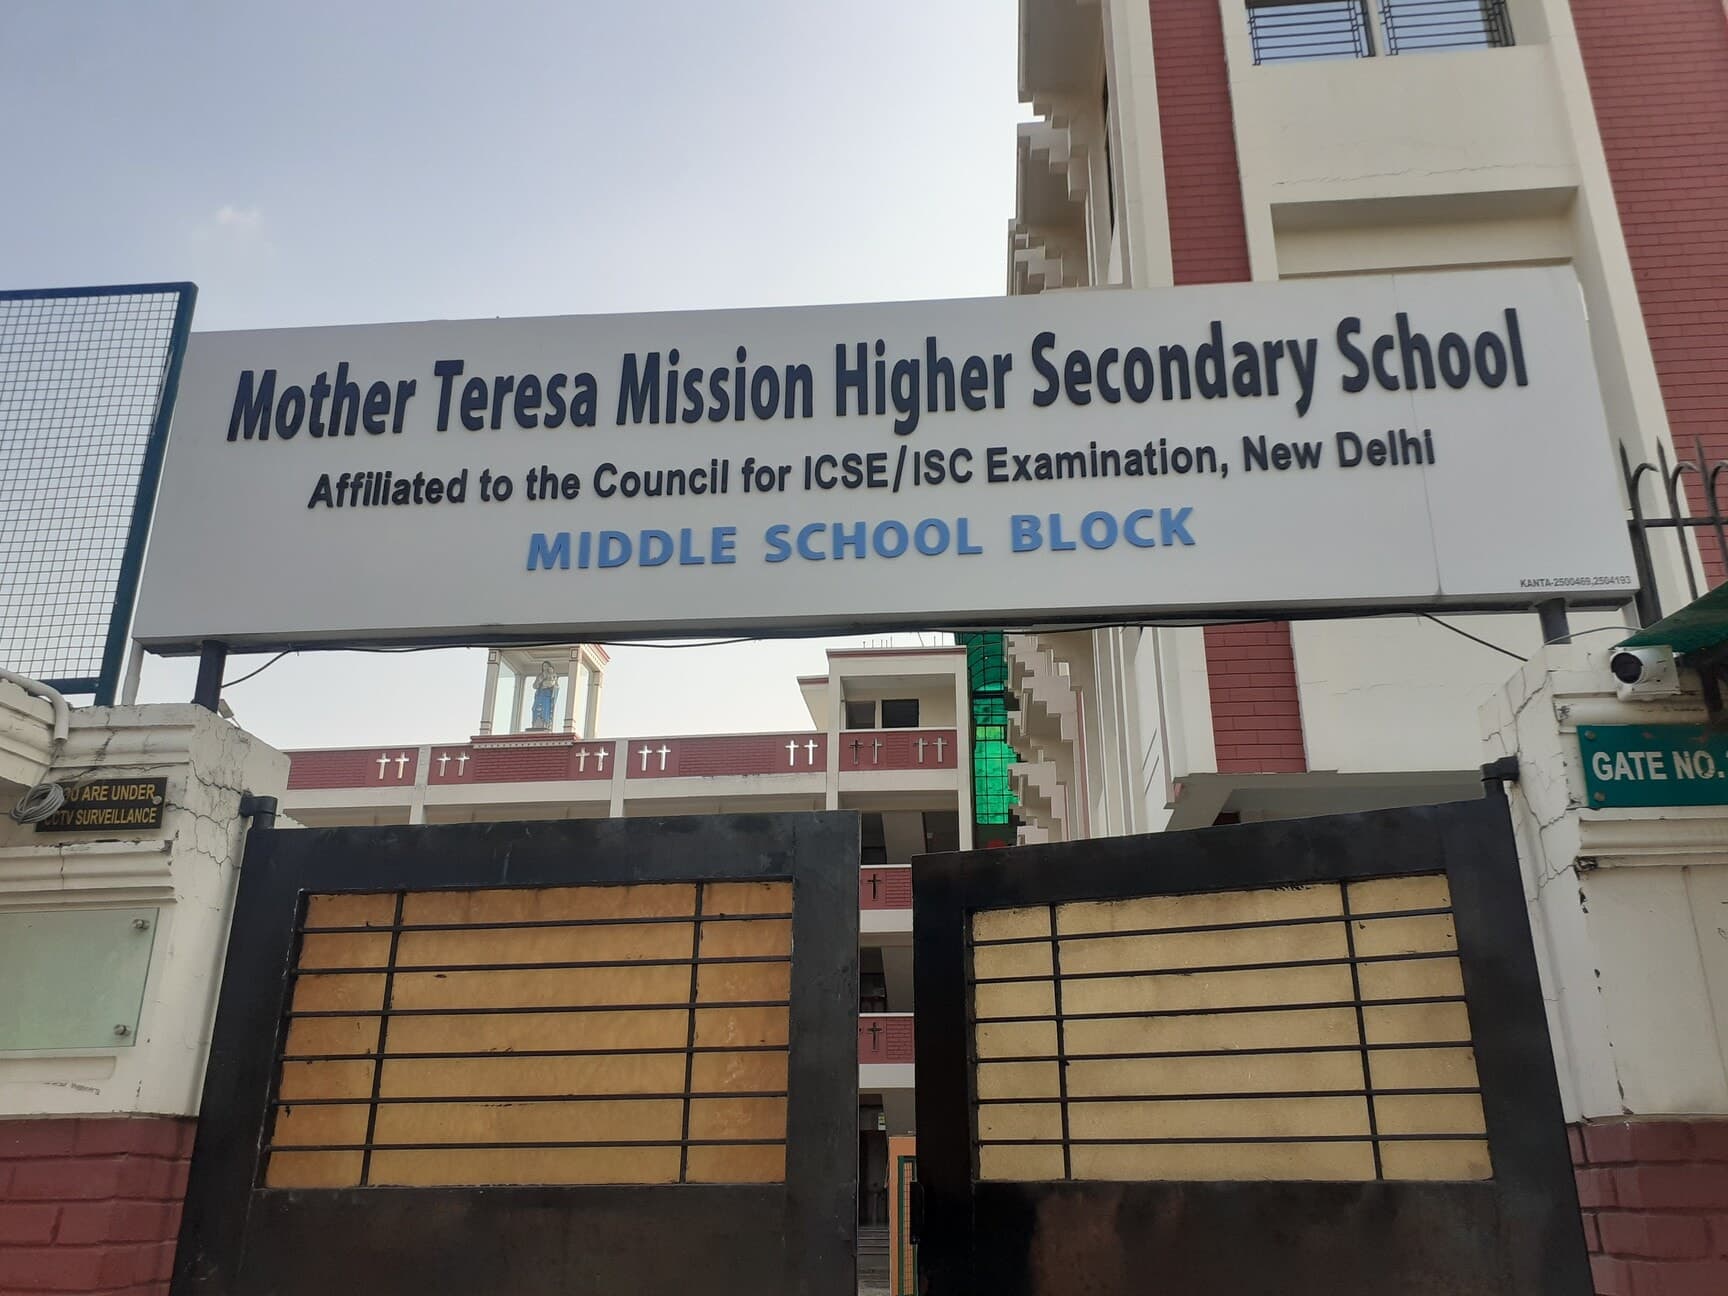 Mother Teresa Mission Higher Secondary School
Affiliated to the Council for ICSE/ISC Examination, New Delhi
MIDDLE SCHOOL BLOCK
KANTA-2500469,2504193
ARE UNDER
CCTV SURVEILLANCE
GATE NO.